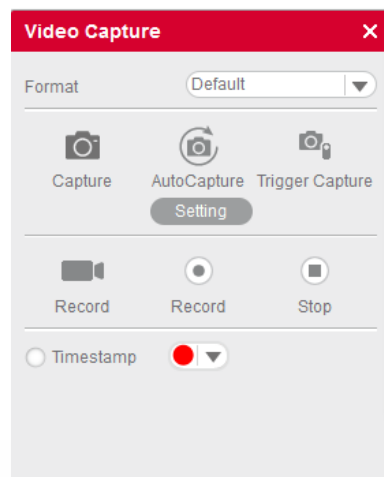 Video Capture
Format Default
Capture AutoCapture Trigger Capture
Setting
Record Record Stop
Timestamp